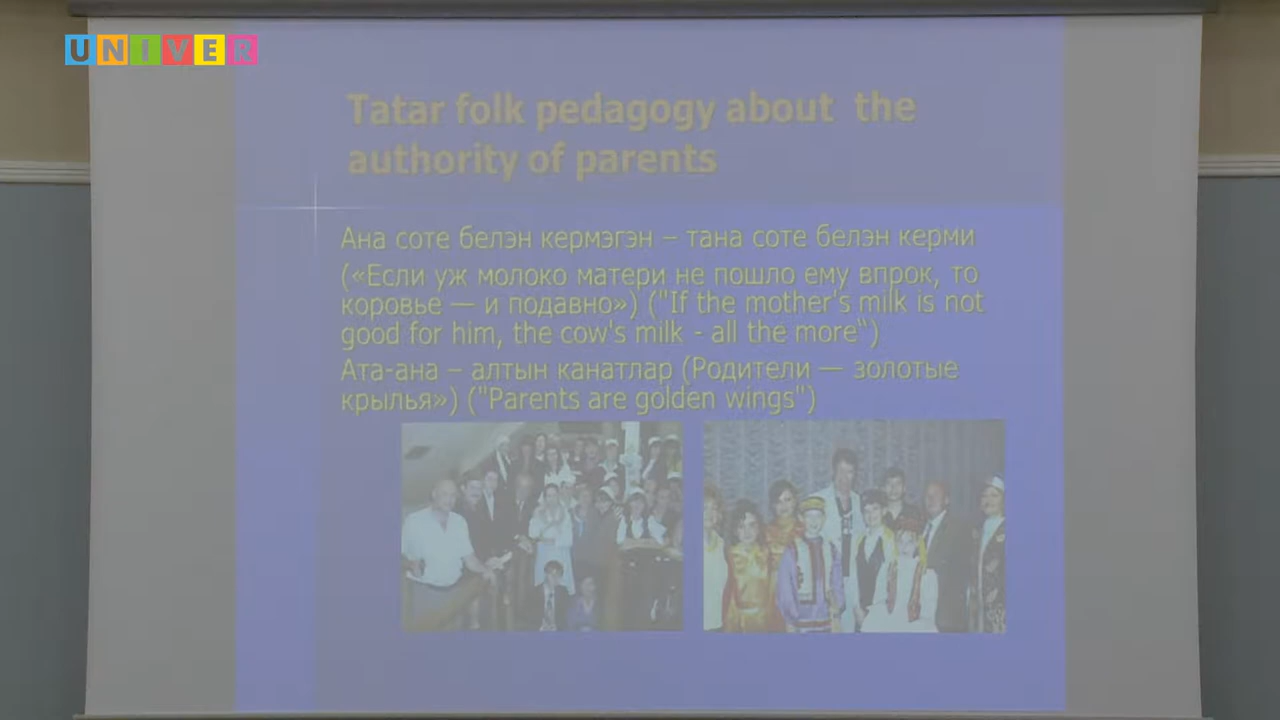 UNIVER
Tatar folk pedagogy about the
authority of parents
Ана соте белэн кермэгэн – тана соте белэн керми
(«Если уж молоко матери не пошло ему впрок, то
коровье — и подавно») ("If the mother's milk is not
good for him, the cow's milk - all the more")
Ата-ана – алтын канатлар (Родители — золотые
крылья») ("Parents are golden wings")